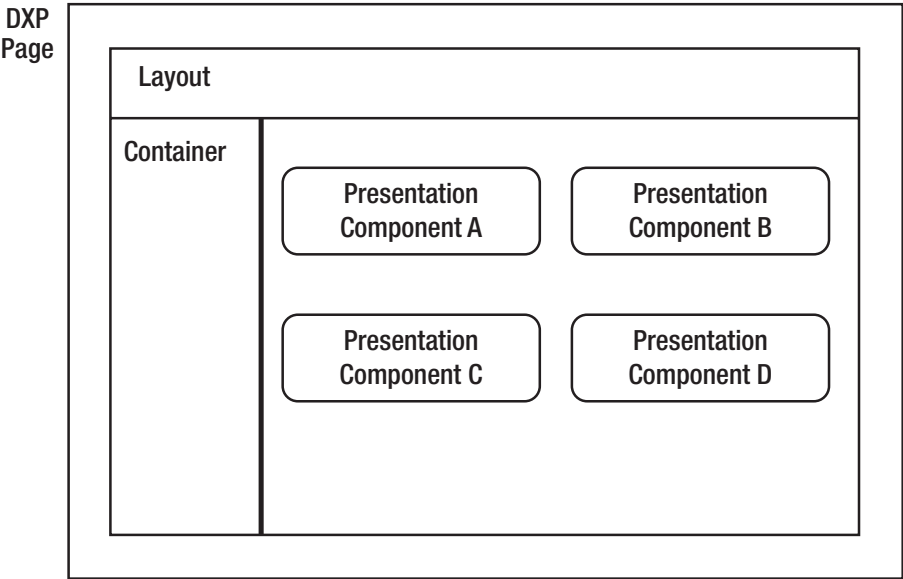 DXP
Page
Layout
Container
Presentation
Component A
Presentation
Component B
Presentation
Component C
Presentation
Component D